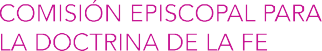 COMISIÓN EPISCOPAL PARA
LA DOCTRINA DE LA FE